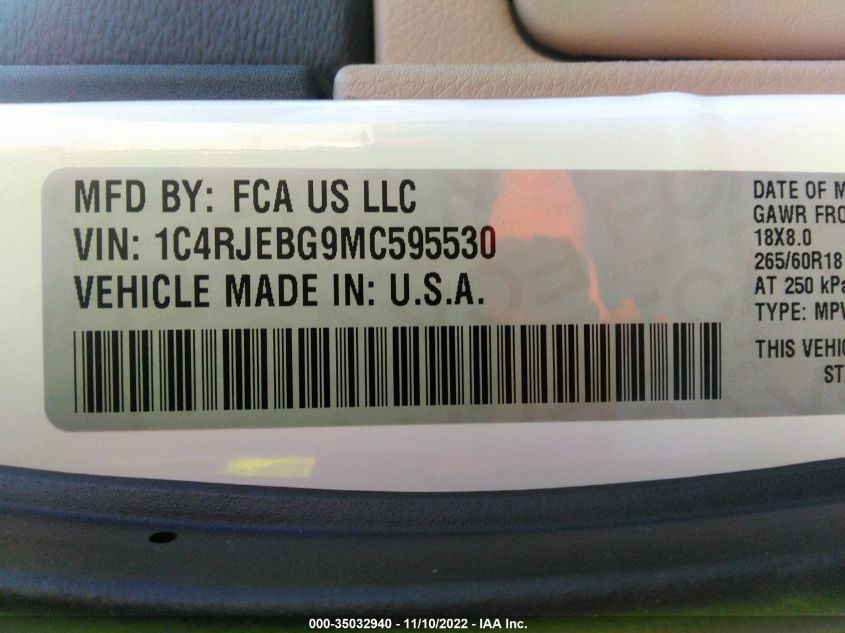 MFD BY: FCA US LLC
VIN: 1C4RJEBG9MC595530
VEHICLE MADE IN: U.S.A.
DATE OF M
GAWR FRO
18X8.0
265/60R18
AT 250 kPa
TYPE: MPV
THIS VEHIC
ST
000-35032940 - 11/10/2022 - IAA Inc.